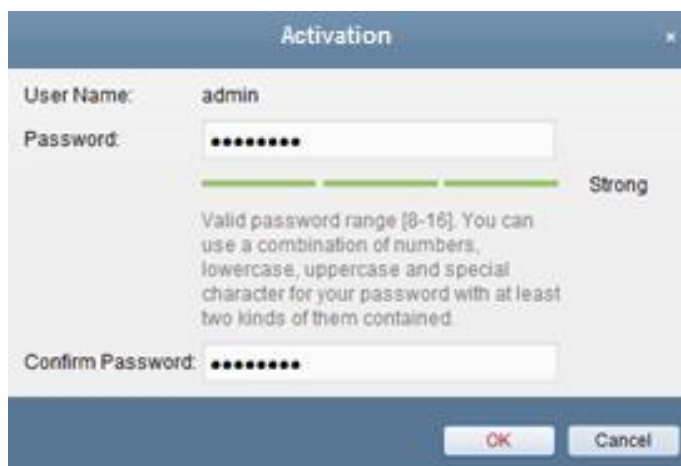 Activation
User Name: admin
Password: ••••••••
Strong
Valid password range [8-16]. You can
use a combination of numbers,
lowercase, uppercase and special
character for your password with at least
two kinds of them contained.
Confirm Password: ••••••••
OK Cancel